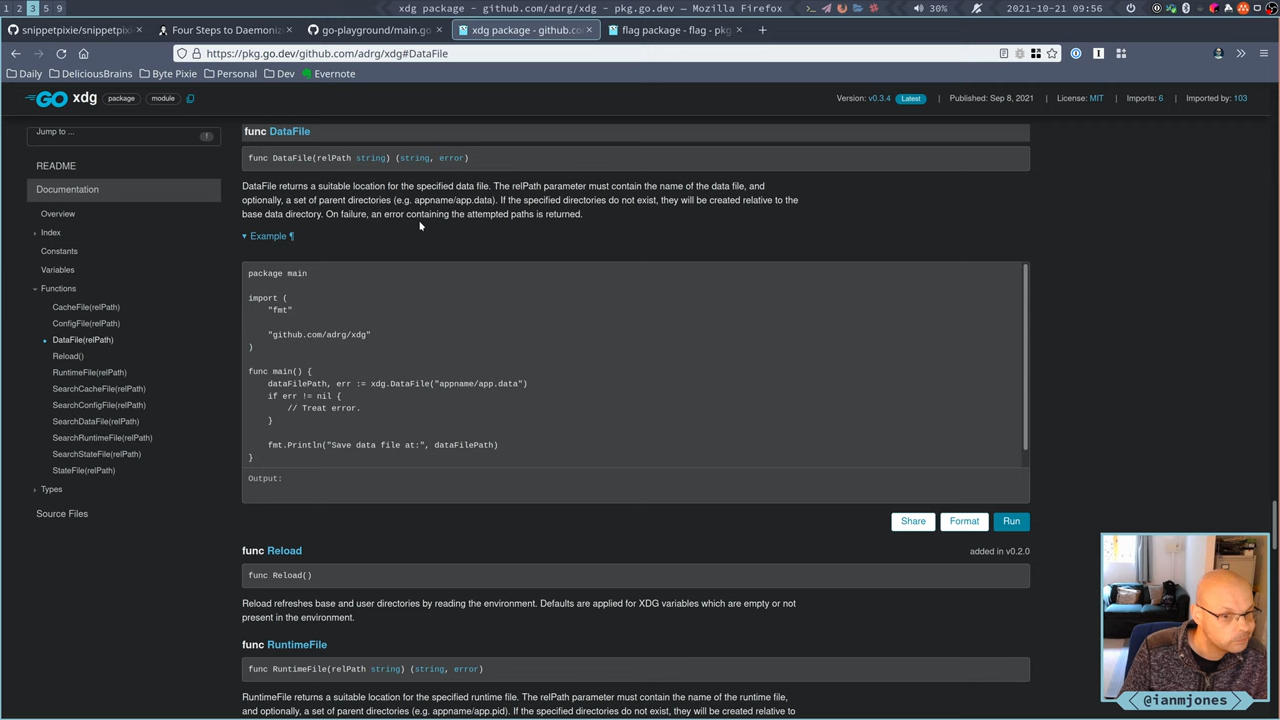 1 2 3 5 9
xdg package · github.com/adrg/xdg · pkg.go.dev — Mozilla Firefox
30%
2021-10-21 09:56
snippetpixie/snippetpixi
Four Steps to Daemoniz
go-playground/main.go
xdg package - github.co
flag package - flag - pkg
https://pkg.go.dev/github.com/adrg/xdg#DataFile
Daily
DeliciousBrains
Byte Pixie
Personal
Dev
Evernote
GO xdg package module
Version: v0.3.4 Latest
Published: Sep 8, 2021
License: MIT
Imports: 6
Imported by: 103
Jump to ...
README
Documentation
Overview
Index
Constants
Variables
Functions
CacheFile(relPath)
ConfigFile(relPath)
DataFile(relPath)
Reload()
RuntimeFile(relPath)
SearchCacheFile(relPath)
SearchConfigFile(relPath)
SearchDataFile(relPath)
SearchRuntimeFile(relPath)
SearchStateFile(relPath)
StateFile(relPath)
Types
Source Files
func DataFile
func DataFile(relPath string) (string, error)
DataFile returns a suitable location for the specified data file. The relPath parameter must contain the name of the data file, and
optionally, a set of parent directories (e.g. appname/app.data). If the specified directories do not exist, they will be created relative to the
base data directory. On failure, an error containing the attempted paths is returned.
▾ Example ¶
package main
import (
"fmt"
"github.com/adrg/xdg"
)
func main() {
dataFilePath, err := xdg.DataFile("appname/app.data")
if err != nil {
// Treat error.
}
fmt.Println("Save data file at:", dataFilePath)
}
Output:
Share
Format
Run
func Reload
added in v0.2.0
func Reload()
Reload refreshes base and user directories by reading the environment. Defaults are applied for XDG variables which are empty or not
present in the environment.
func RuntimeFile
func RuntimeFile(relPath string) (string, error)
RuntimeFile returns a suitable location for the specified runtime file. The relPath parameter must contain the name of the runtime file,
and optionally, a set of parent directories (e.g. appname/app.pid). If the specified directories do not exist, they will be created relative to
@ianmjones